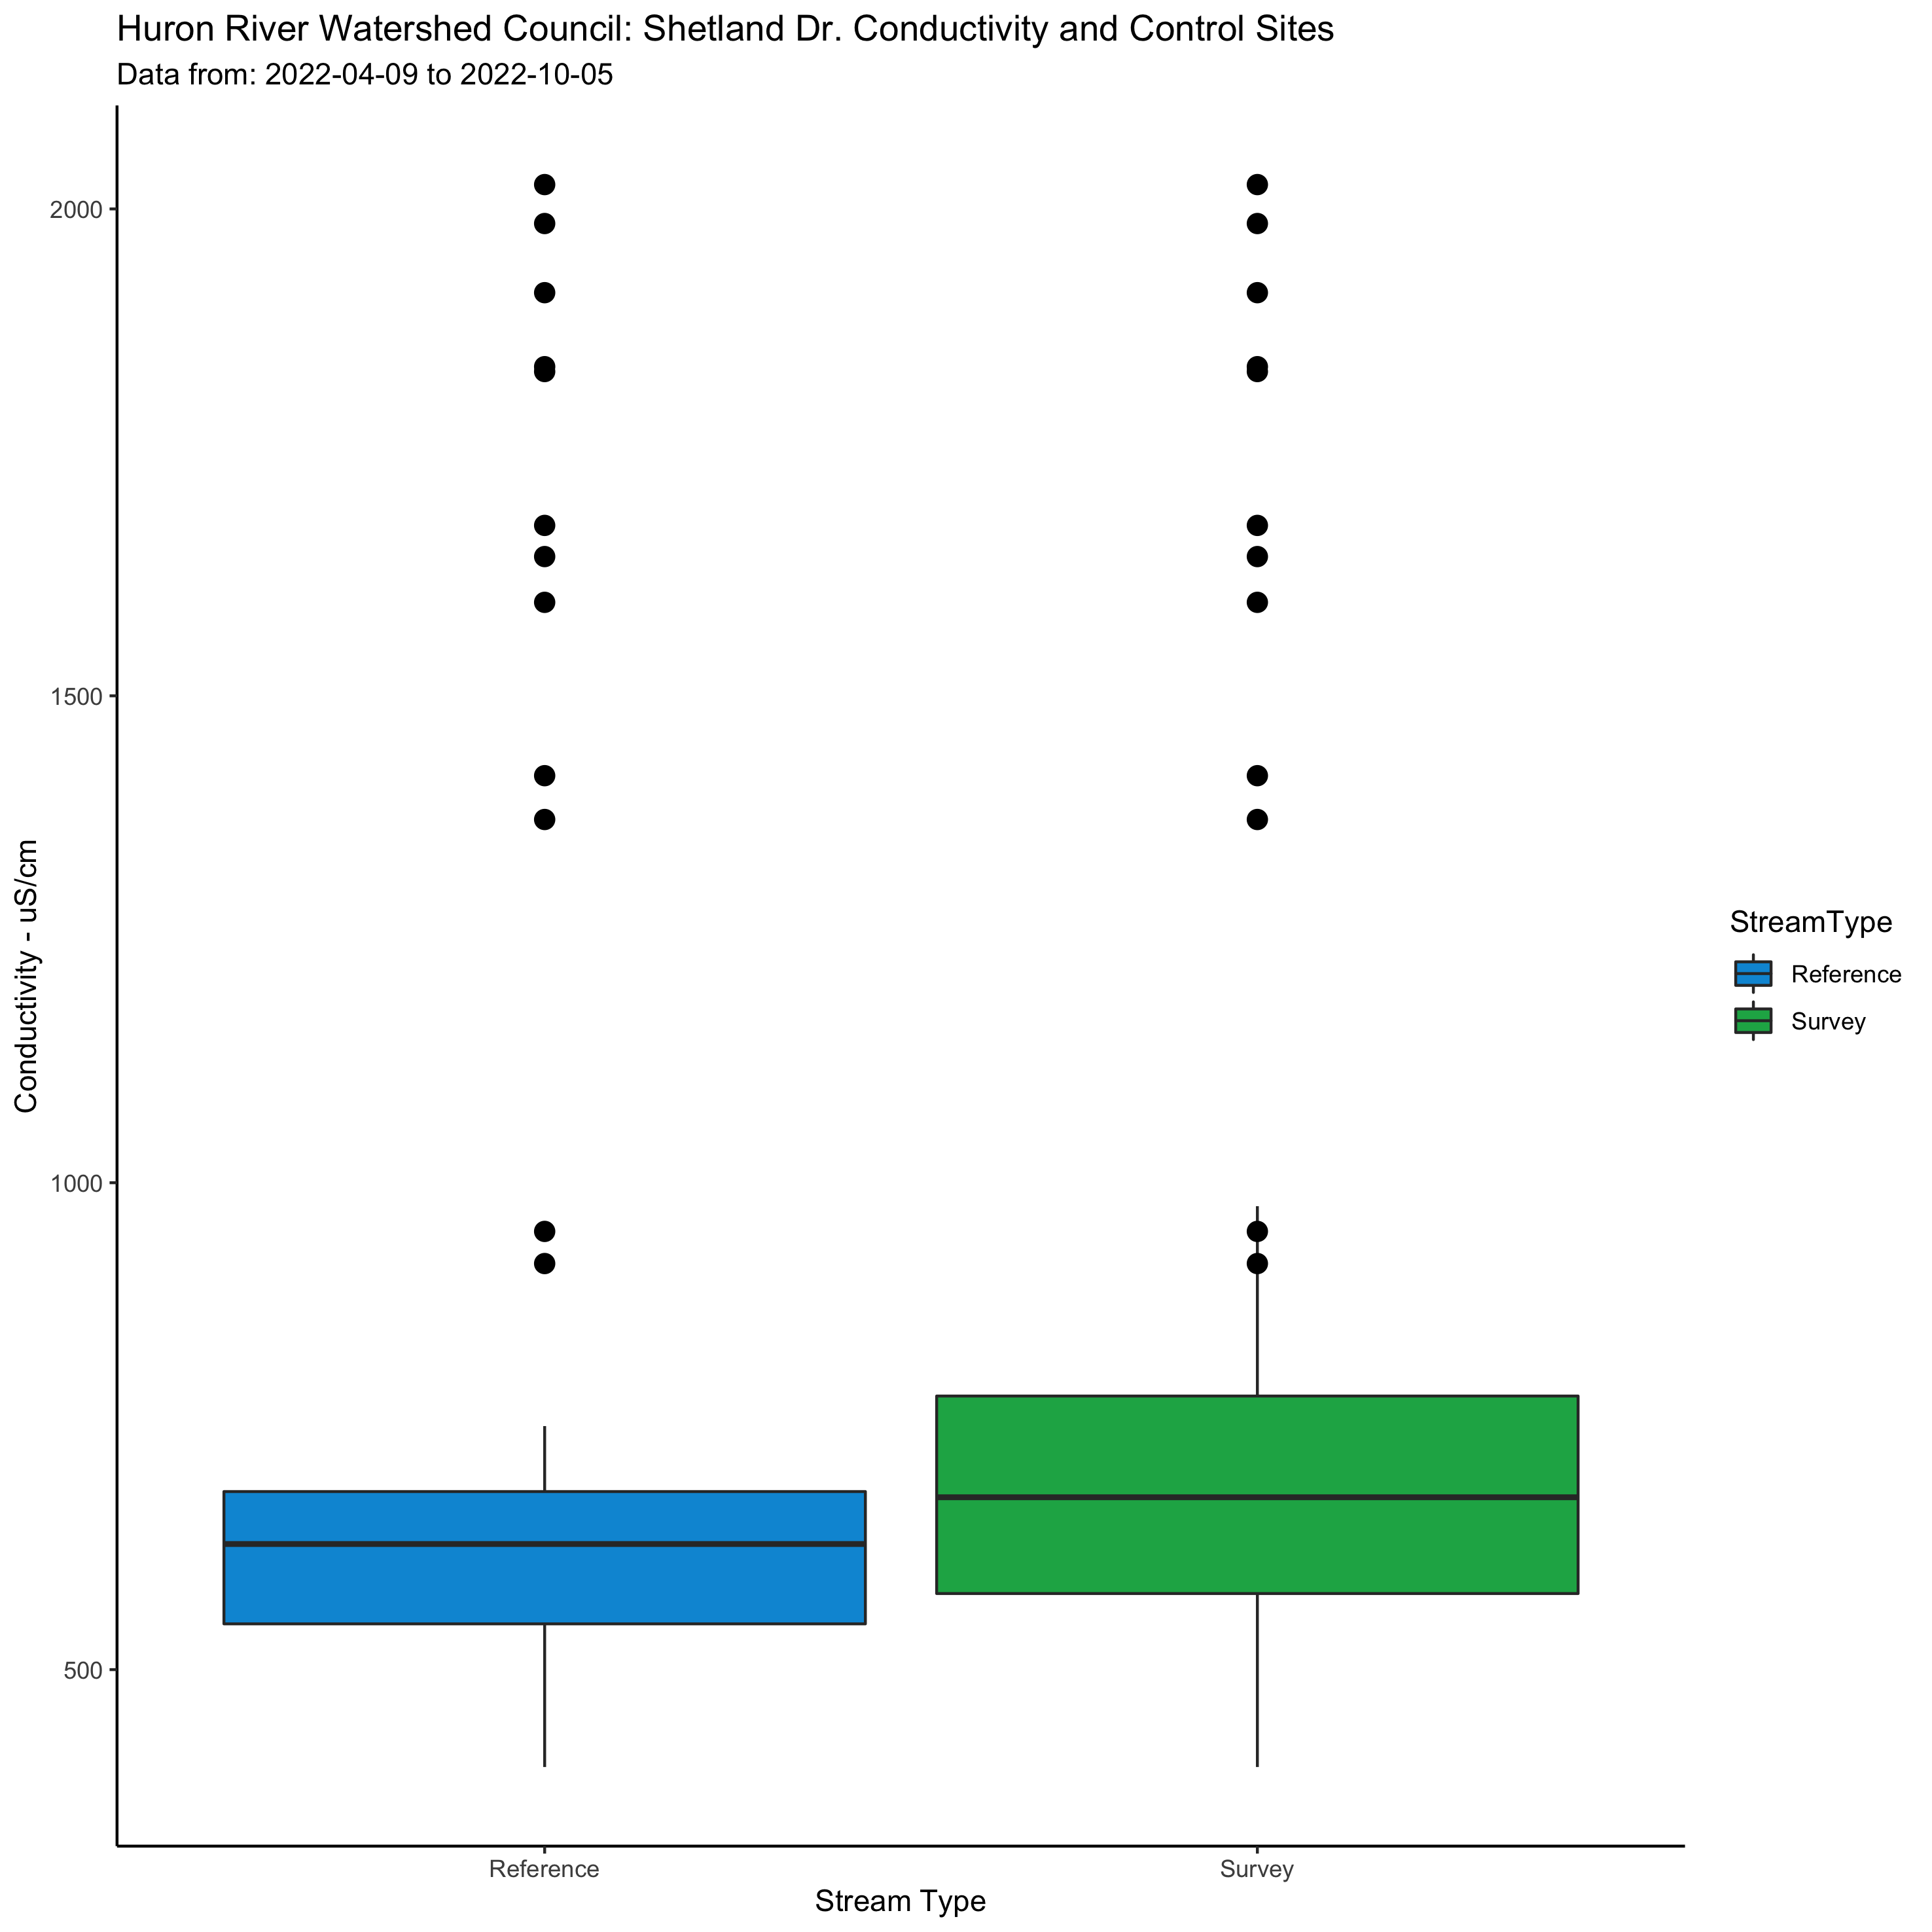 Huron River Watershed Council: Shetland Dr. Conductivity and Control Sites
Data from: 2022-04-09 to 2022-10-05
Conductivity - uS/cm
2000
1500
1000
500
Reference
Survey
Stream Type
StreamType
Reference
Survey